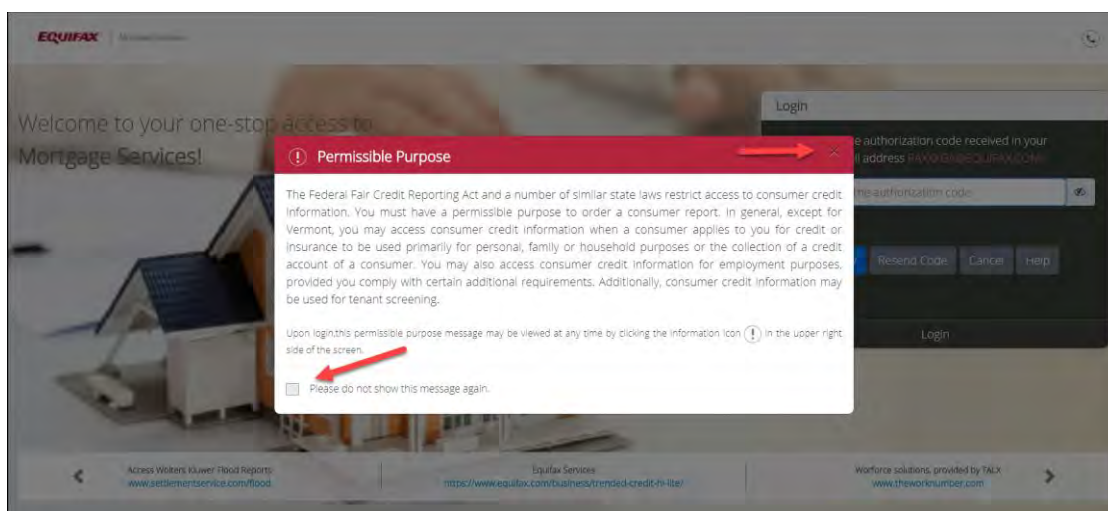 EQUIFAX
Welcome to your one-stop access to
Mortgage Services!
Login
e authorization code received in your
address
the authorization code
Resend Code Cancel Help
Login
Permissible Purpose
The Federal Fair Credit Reporting Act and a number of similar state laws restrict access to consumer credit
information. You must have a permissible purpose to order a consumer report. In general, except for
Vermont, you may access consumer credit information when a consumer applies to you for credit or
insurance to be used primarily for personal, family or household purposes or the collection of a credit
account of a consumer. You may also access consumer credit information for employment purposes,
provided you comply with certain additional requirements. Additionally, consumer credit information may
be used for tenant screening.
Upon login,this permissible purpose message may be viewed at any time by clicking the information icon ! in the upper right
side of the screen.
Please do not show this message again.
Access Wolters Kluwer Flood Reports
www.settlementservice.com/flood
Equifax Services
https://www.equifax.com/business/trended-credit-hi-lite/
Worforce solutions, provided by TALX
www.theworknumber.com